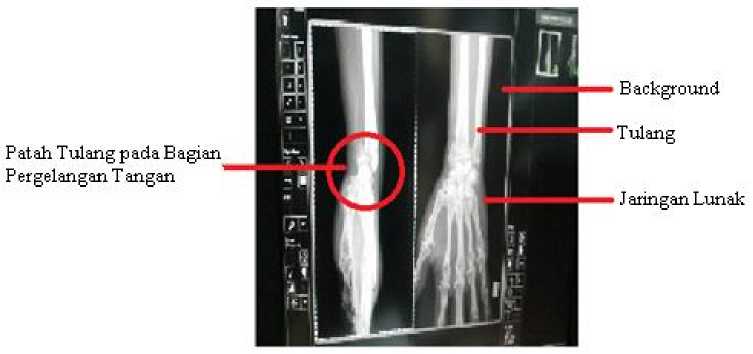 Background
Tulang
Patah Tulang pada Bagian
Pergelangan Tangan
Jaringan Lunak